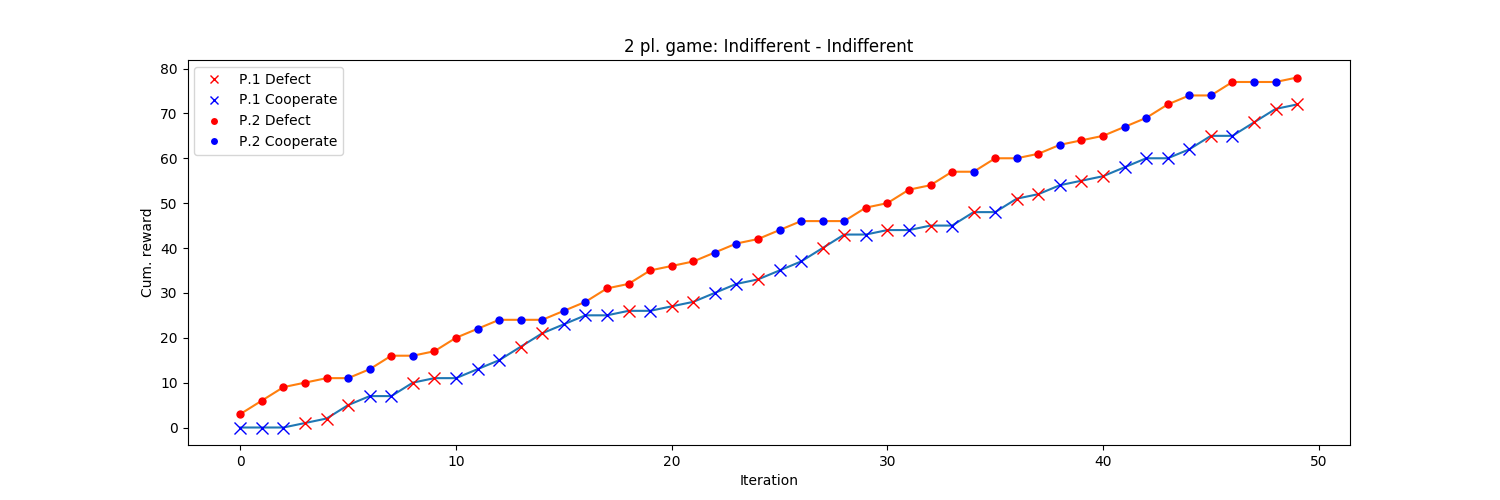 2 pl. game: Indifferent - Indifferent
P.1 Defect
P.1 Cooperate
P.2 Defect
P.2 Cooperate
Cum. reward
80
70
60
50
40
30
20
10
0
0 10 20 30 40 50
Iteration